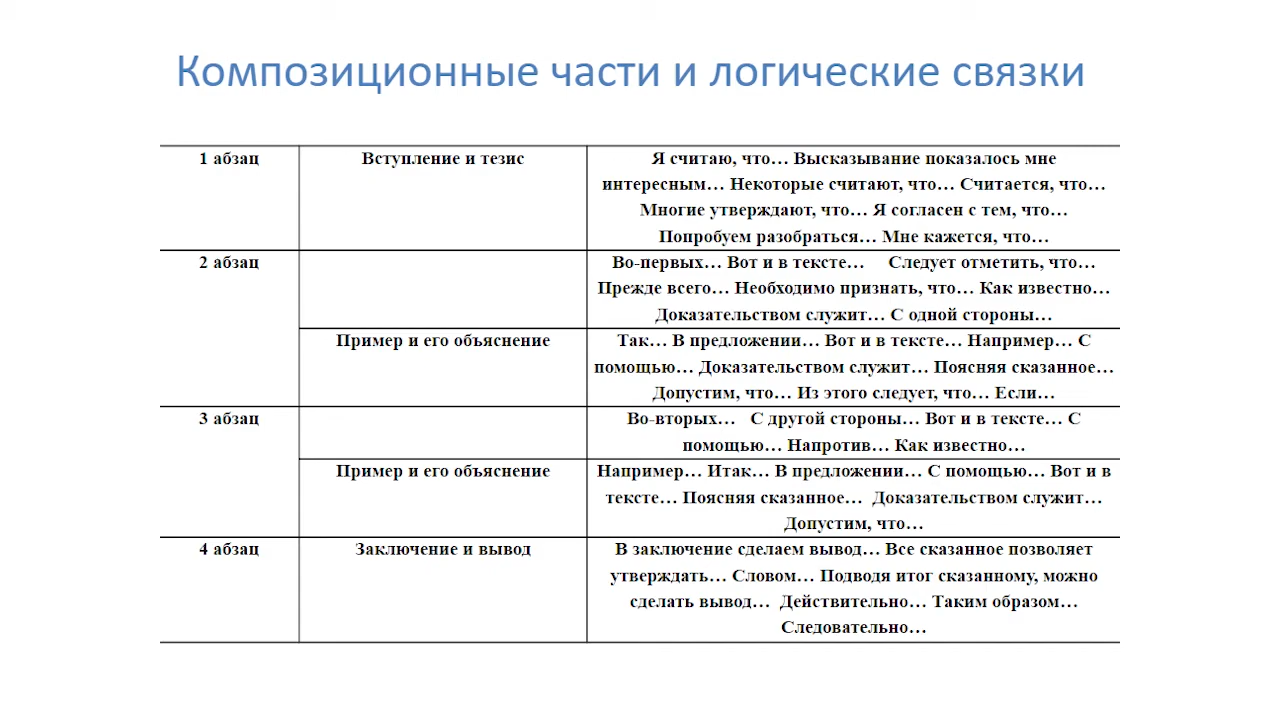 Композиционные части и логические связки
1 абзац
Вступление и тезис
Я считаю, что… Высказывание показалось мне
интересным… Некоторые считают, что… Считается, что…
Многие утверждают, что… Я согласен с тем, что…
Попробуем разобраться… Мне кажется, что…
2 абзац
Во-первых… Вот и в тексте… Следует отметить, что…
Прежде всего… Необходимо признать, что… Как известно…
Доказательством служит… С одной стороны…
Пример и его объяснение
Так… В предложении… Вот и в тексте… Например… С
помощью… Доказательством служит… Поясняя сказанное…
Допустим, что… Из этого следует, что… Если…
3 абзац
Во-вторых… С другой стороны… Вот и в тексте… С
помощью… Напротив… Как известно…
Пример и его объяснение
Например… Итак… В предложении… С помощью… Вот и в
тексте… Поясняя сказанное… Доказательством служит…
Допустим, что…
4 абзац
Заключение и вывод
В заключение сделаем вывод… Все сказанное позволяет
утверждать… Словом… Подводя итог сказанному, можно
сделать вывод… Действительно… Таким образом…
Следовательно…